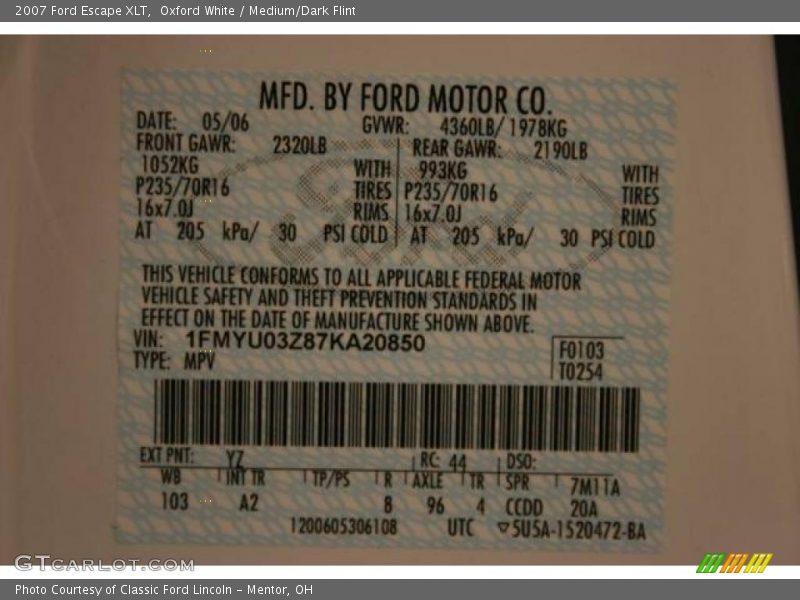 2007 Ford Escape XLT, Oxford White / Medium/Dark Flint
MFD. BY FORD MOTOR CO.
DATE: 05/06 GVWR: 4360LB/ 1978KG
FRONT GAWR: 2320LB REAR GAWR: 2190LB
1052KG WITH 993KG WITH
P235/70R16 TIRES P235/70R16 TIRES
16x7.0J RIMS 16x7.0J RIMS
AT 205 kPa/ 30 PSI COLD AT 205 kPa/ 30 PSI COLD
THIS VEHICLE CONFORMS TO ALL APPLICABLE FEDERAL MOTOR
VEHICLE SAFETY AND THEFT PREVENTION STANDARDS IN
EFFECT ON THE DATE OF MANUFACTURE SHOWN ABOVE.
VIN: 1FMYU03Z87KA20850
F0103
TYPE: MPV
T0254
EXT PNT: YZ RC: 44 DSO:
WB INT TR TP/PS R AXLE TR SPR 7M11A
103 A2 8 96 4 CCDD 20A
1200605306108 UTC ▽5U5A-1520472-BA
GTCARLOT.COM
Photo Courtesy of Classic Ford Lincoln - Mentor, OH